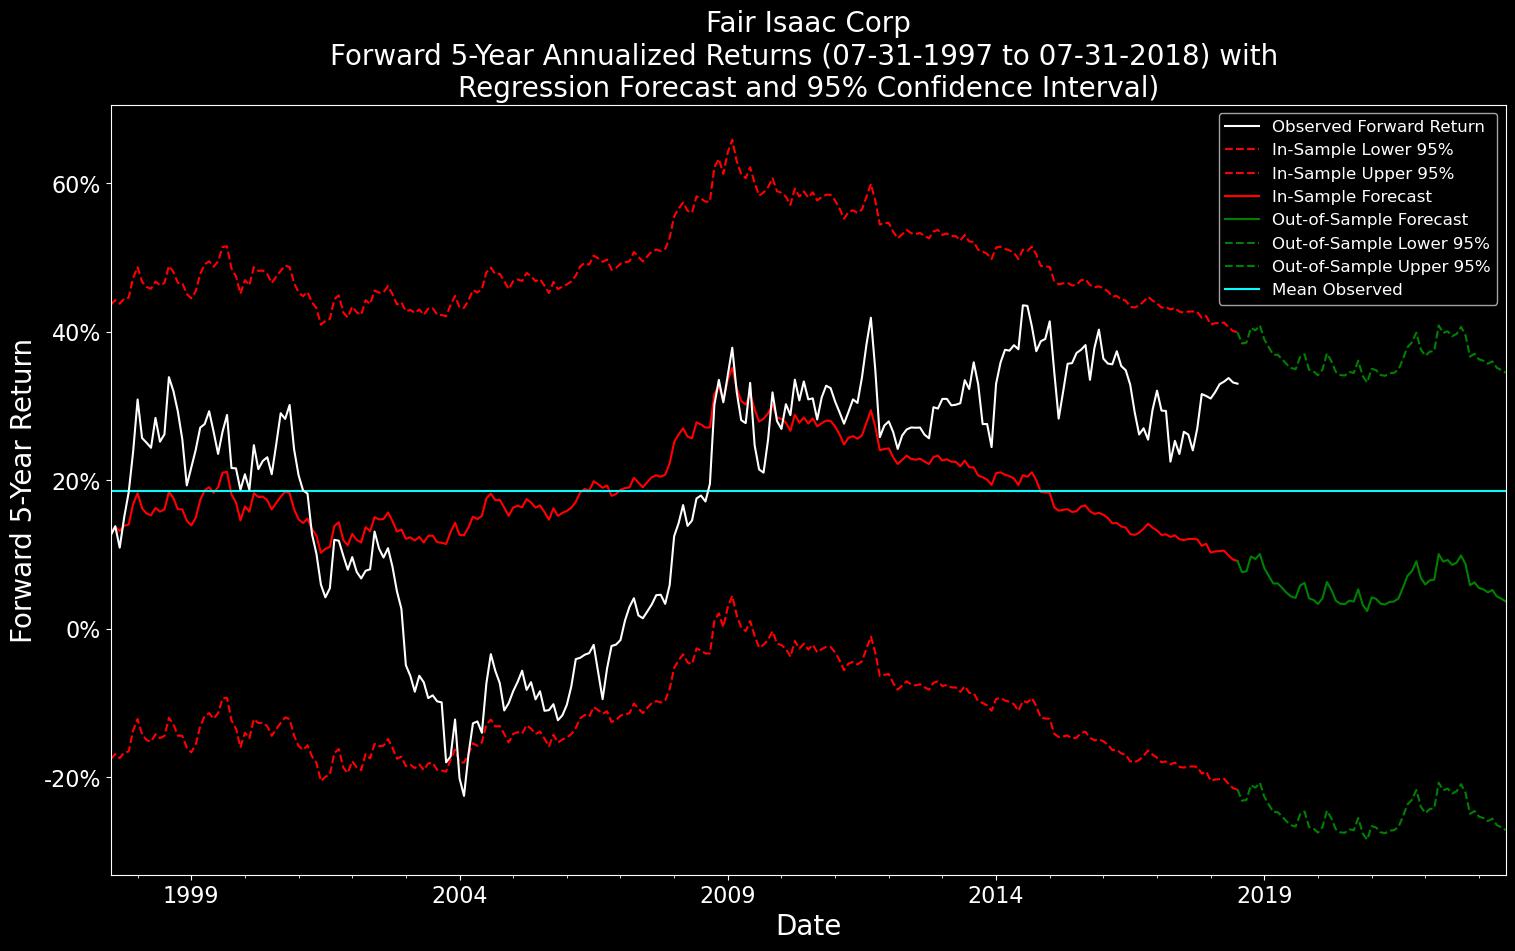 Fair Isaac Corp
Forward 5-Year Annualized Returns (07-31-1997 to 07-31-2018) with
Regression Forecast and 95% Confidence Interval)
Observed Forward Return
In-Sample Lower 95%
In-Sample Upper 95%
In-Sample Forecast
Out-of-Sample Forecast
Out-of-Sample Lower 95%
Out-of-Sample Upper 95%
Mean Observed
Forward 5-Year Return
60%
40%
20%
0%
-20%
1999
2004
2009
2014
2019
Date